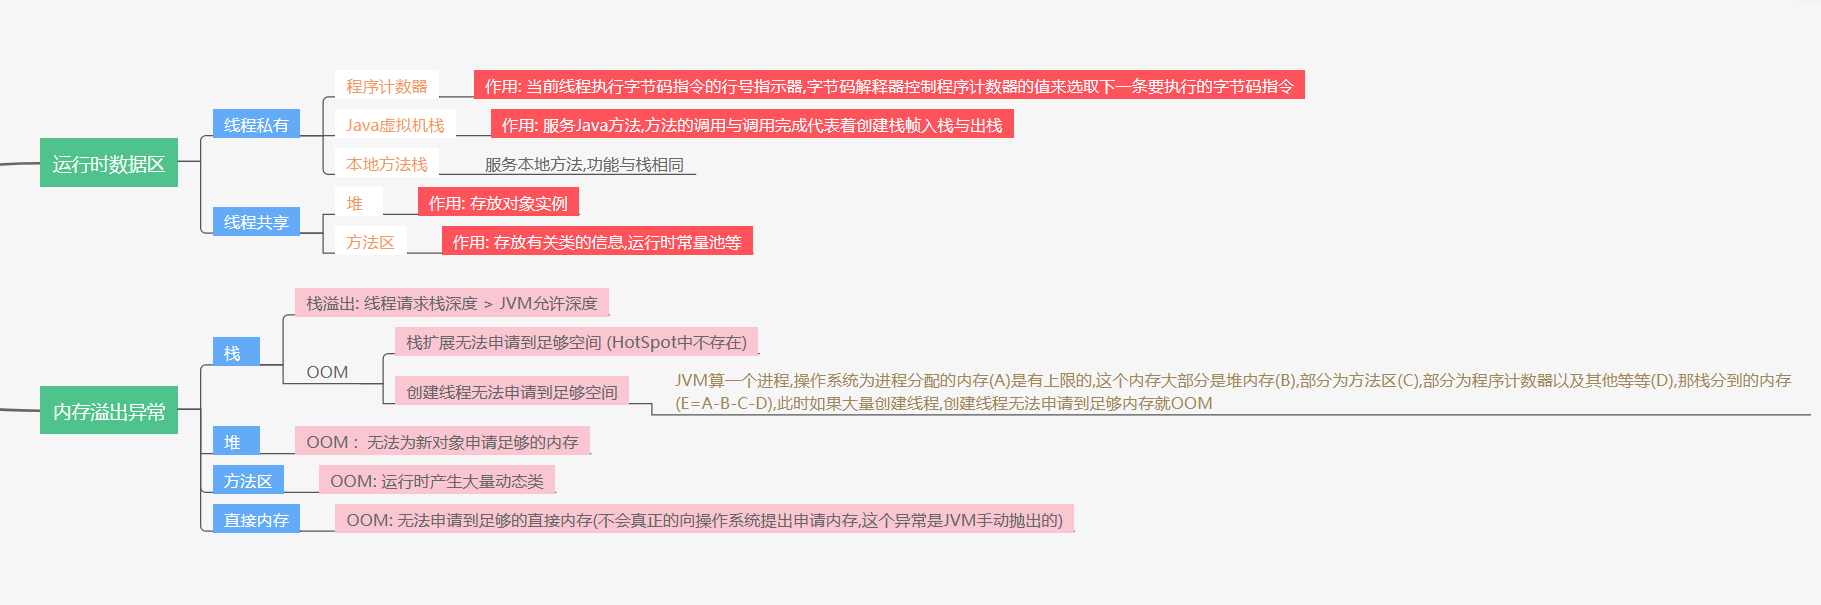 运行时数据区
线程私有
程序计数器
作用: 当前线程执行字节码指令的行号指示器,字节码解释器控制程序计数器的值来选取下一条要执行的字节码指令
Java虚拟机栈
作用: 服务Java方法,方法的调用与调用完成代表着创建栈帧入栈与出栈
本地方法栈
服务本地方法,功能与栈相同
线程共享
堆
作用: 存放对象实例
方法区
作用: 存放有关类的信息,运行时常量池等
内存溢出异常
栈
栈溢出: 线程请求栈深度 > JVM允许深度
OOM
栈扩展无法申请到足够空间 (HotSpot中不存在)
创建线程无法申请到足够空间
JVM算一个进程,操作系统为进程分配的内存(A)是有上限的,这个内存大部分是堆内存(B),部分为方法区(C),部分为程序计数器以及其他等等(D),那栈分到的内存
(E=A-B-C-D),此时如果大量创建线程,创建线程无法申请到足够内存就OOM
堆
OOM : 无法为新对象申请足够的内存
方法区
OOM: 运行时产生大量动态类
直接内存
OOM: 无法申请到足够的直接内存(不会真正的向操作系统提出申请内存,这个异常是JVM手动抛出的)